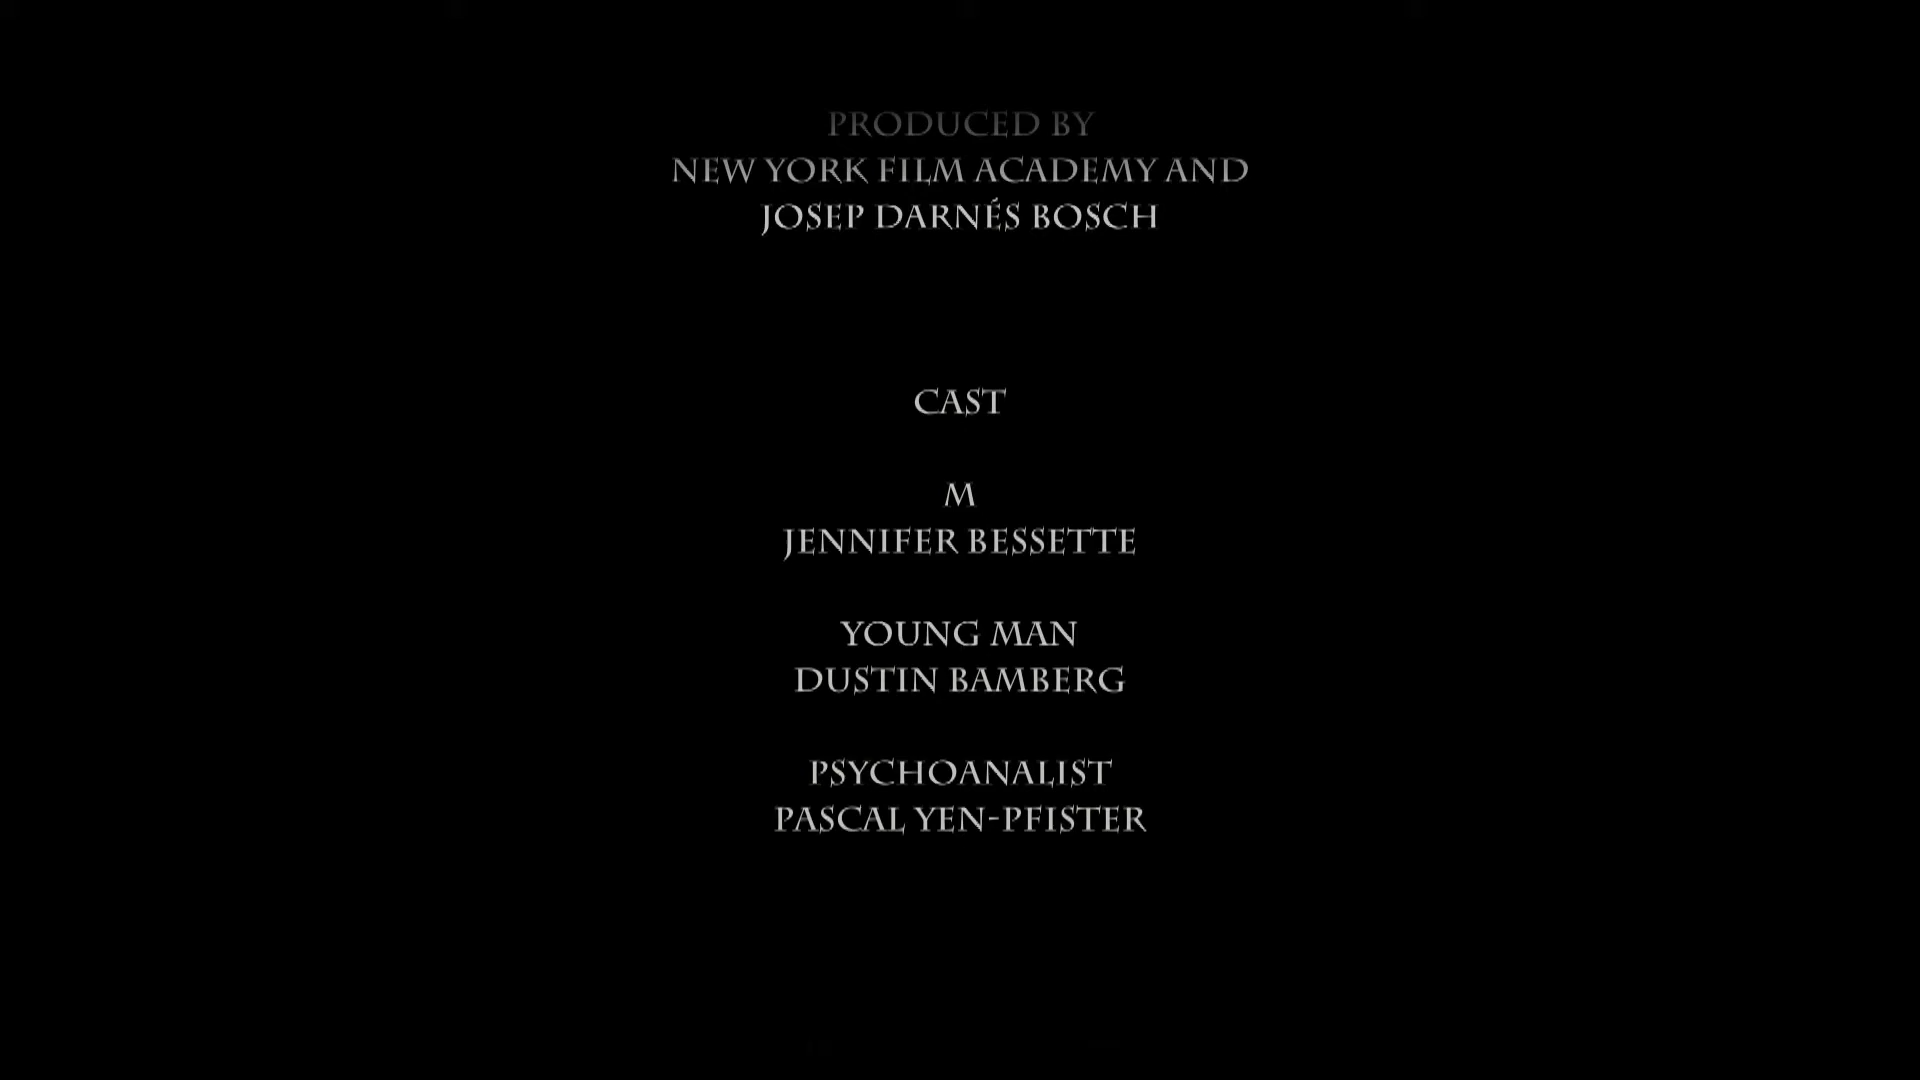 PRODUCED BY
NEW YORK FILM ACADEMY AND
JOSEP DARNÉS BOSCH
CAST
M
JENNIFER BESSETTE
YOUNG MAN
DUSTIN BAMBERG
PSYCHOANALIST
PASCAL YEN-PFISTER